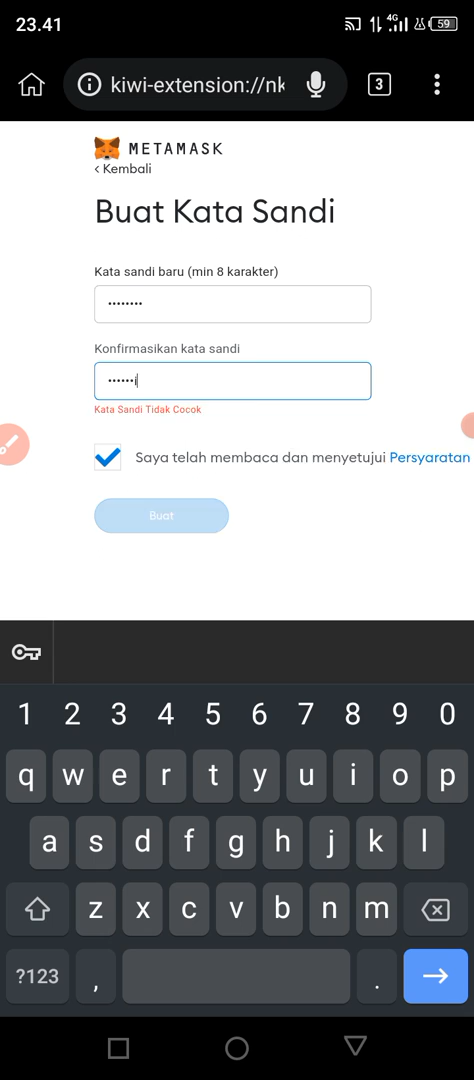 23.41
4G
59
kiwi-extension://nk
3
METAMASK
< Kembali
Buat Kata Sandi
Kata sandi baru (min 8 karakter)
••••••••
Konfirmasikan kata sandi
••••••i
Kata Sandi Tidak Cocok
Saya telah membaca dan menyetujui Persyaratan
Buat
1 2 3 4 5 6 7 8 9 0
q w e r t y u i o p
a s d f g h j k l
z x c v b n m
?123 , .